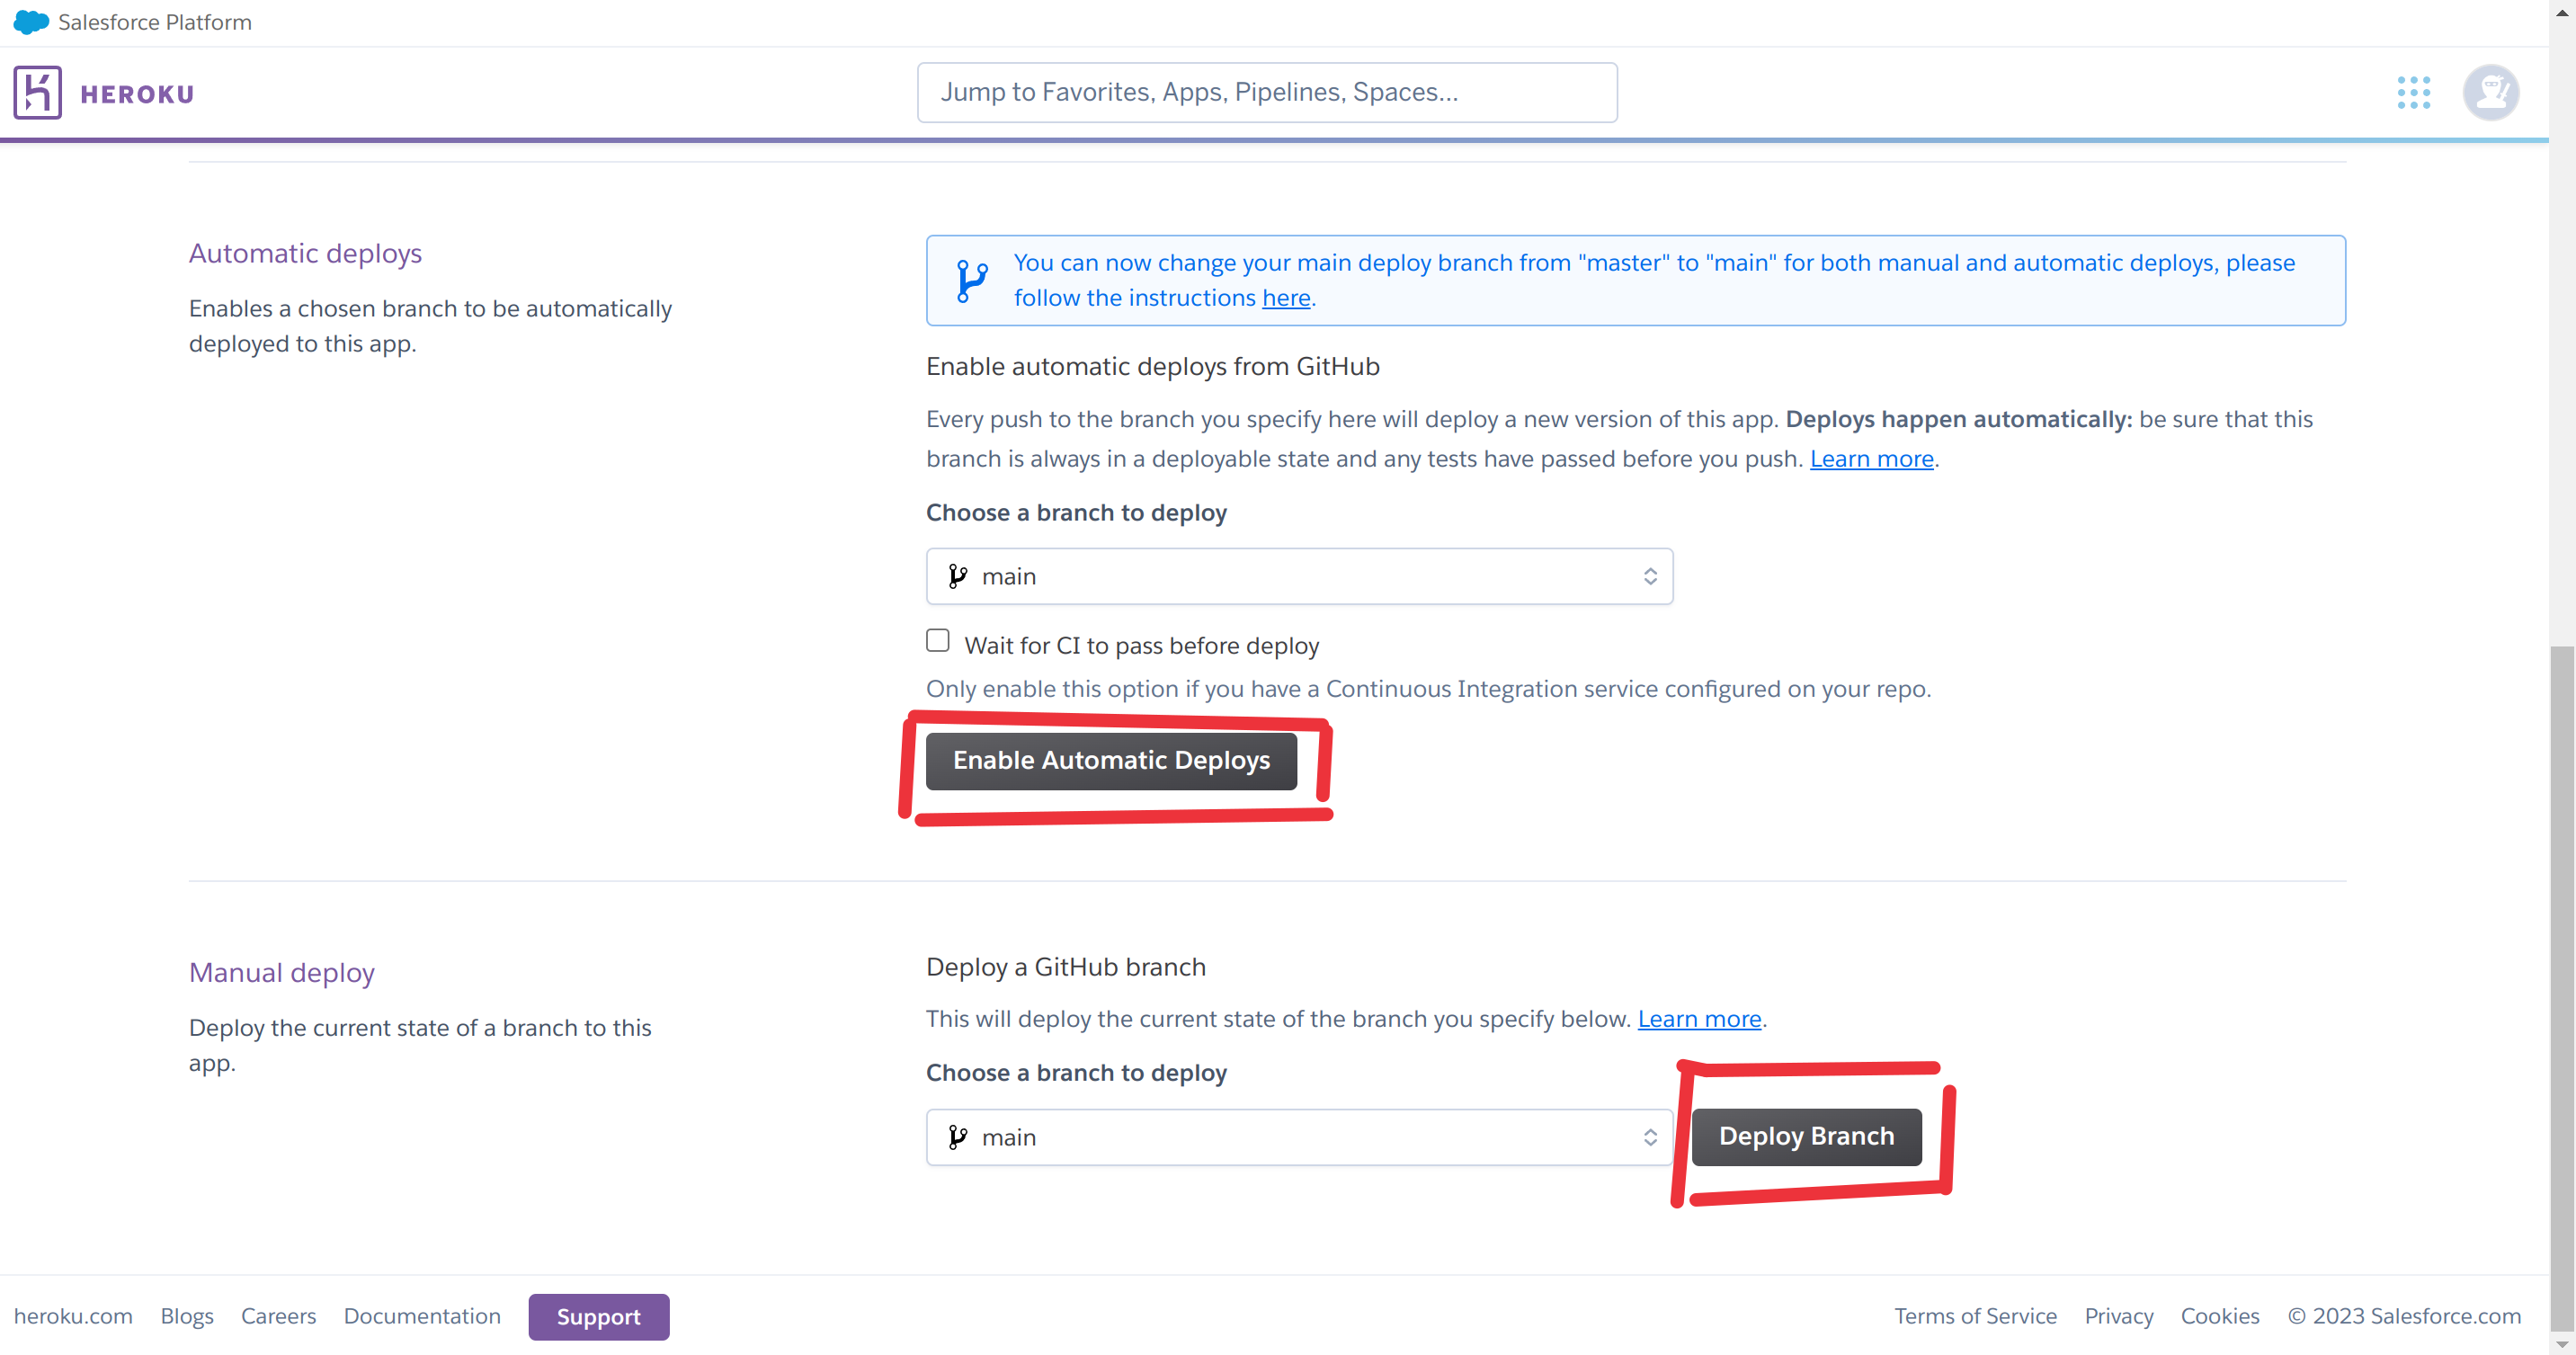 Salesforce Platform
HEROKU
Jump to Favorites, Apps, Pipelines, Spaces...
Automatic deploys
Enables a chosen branch to be automatically
deployed to this app.
You can now change your main deploy branch from "master" to "main" for both manual and automatic deploys, please
follow the instructions here.
Enable automatic deploys from GitHub
Every push to the branch you specify here will deploy a new version of this app. Deploys happen automatically: be sure that this
branch is always in a deployable state and any tests have passed before you push. Learn more.
Choose a branch to deploy
main
Wait for CI to pass before deploy
Only enable this option if you have a Continuous Integration service configured on your repo.
Enable Automatic Deploys
Manual deploy
Deploy the current state of a branch to this
app.
Deploy a GitHub branch
This will deploy the current state of the branch you specify below. Learn more.
Choose a branch to deploy
main
Deploy Branch
heroku.com Blogs Careers Documentation Support Terms of Service Privacy Cookies © 2023 Salesforce.com